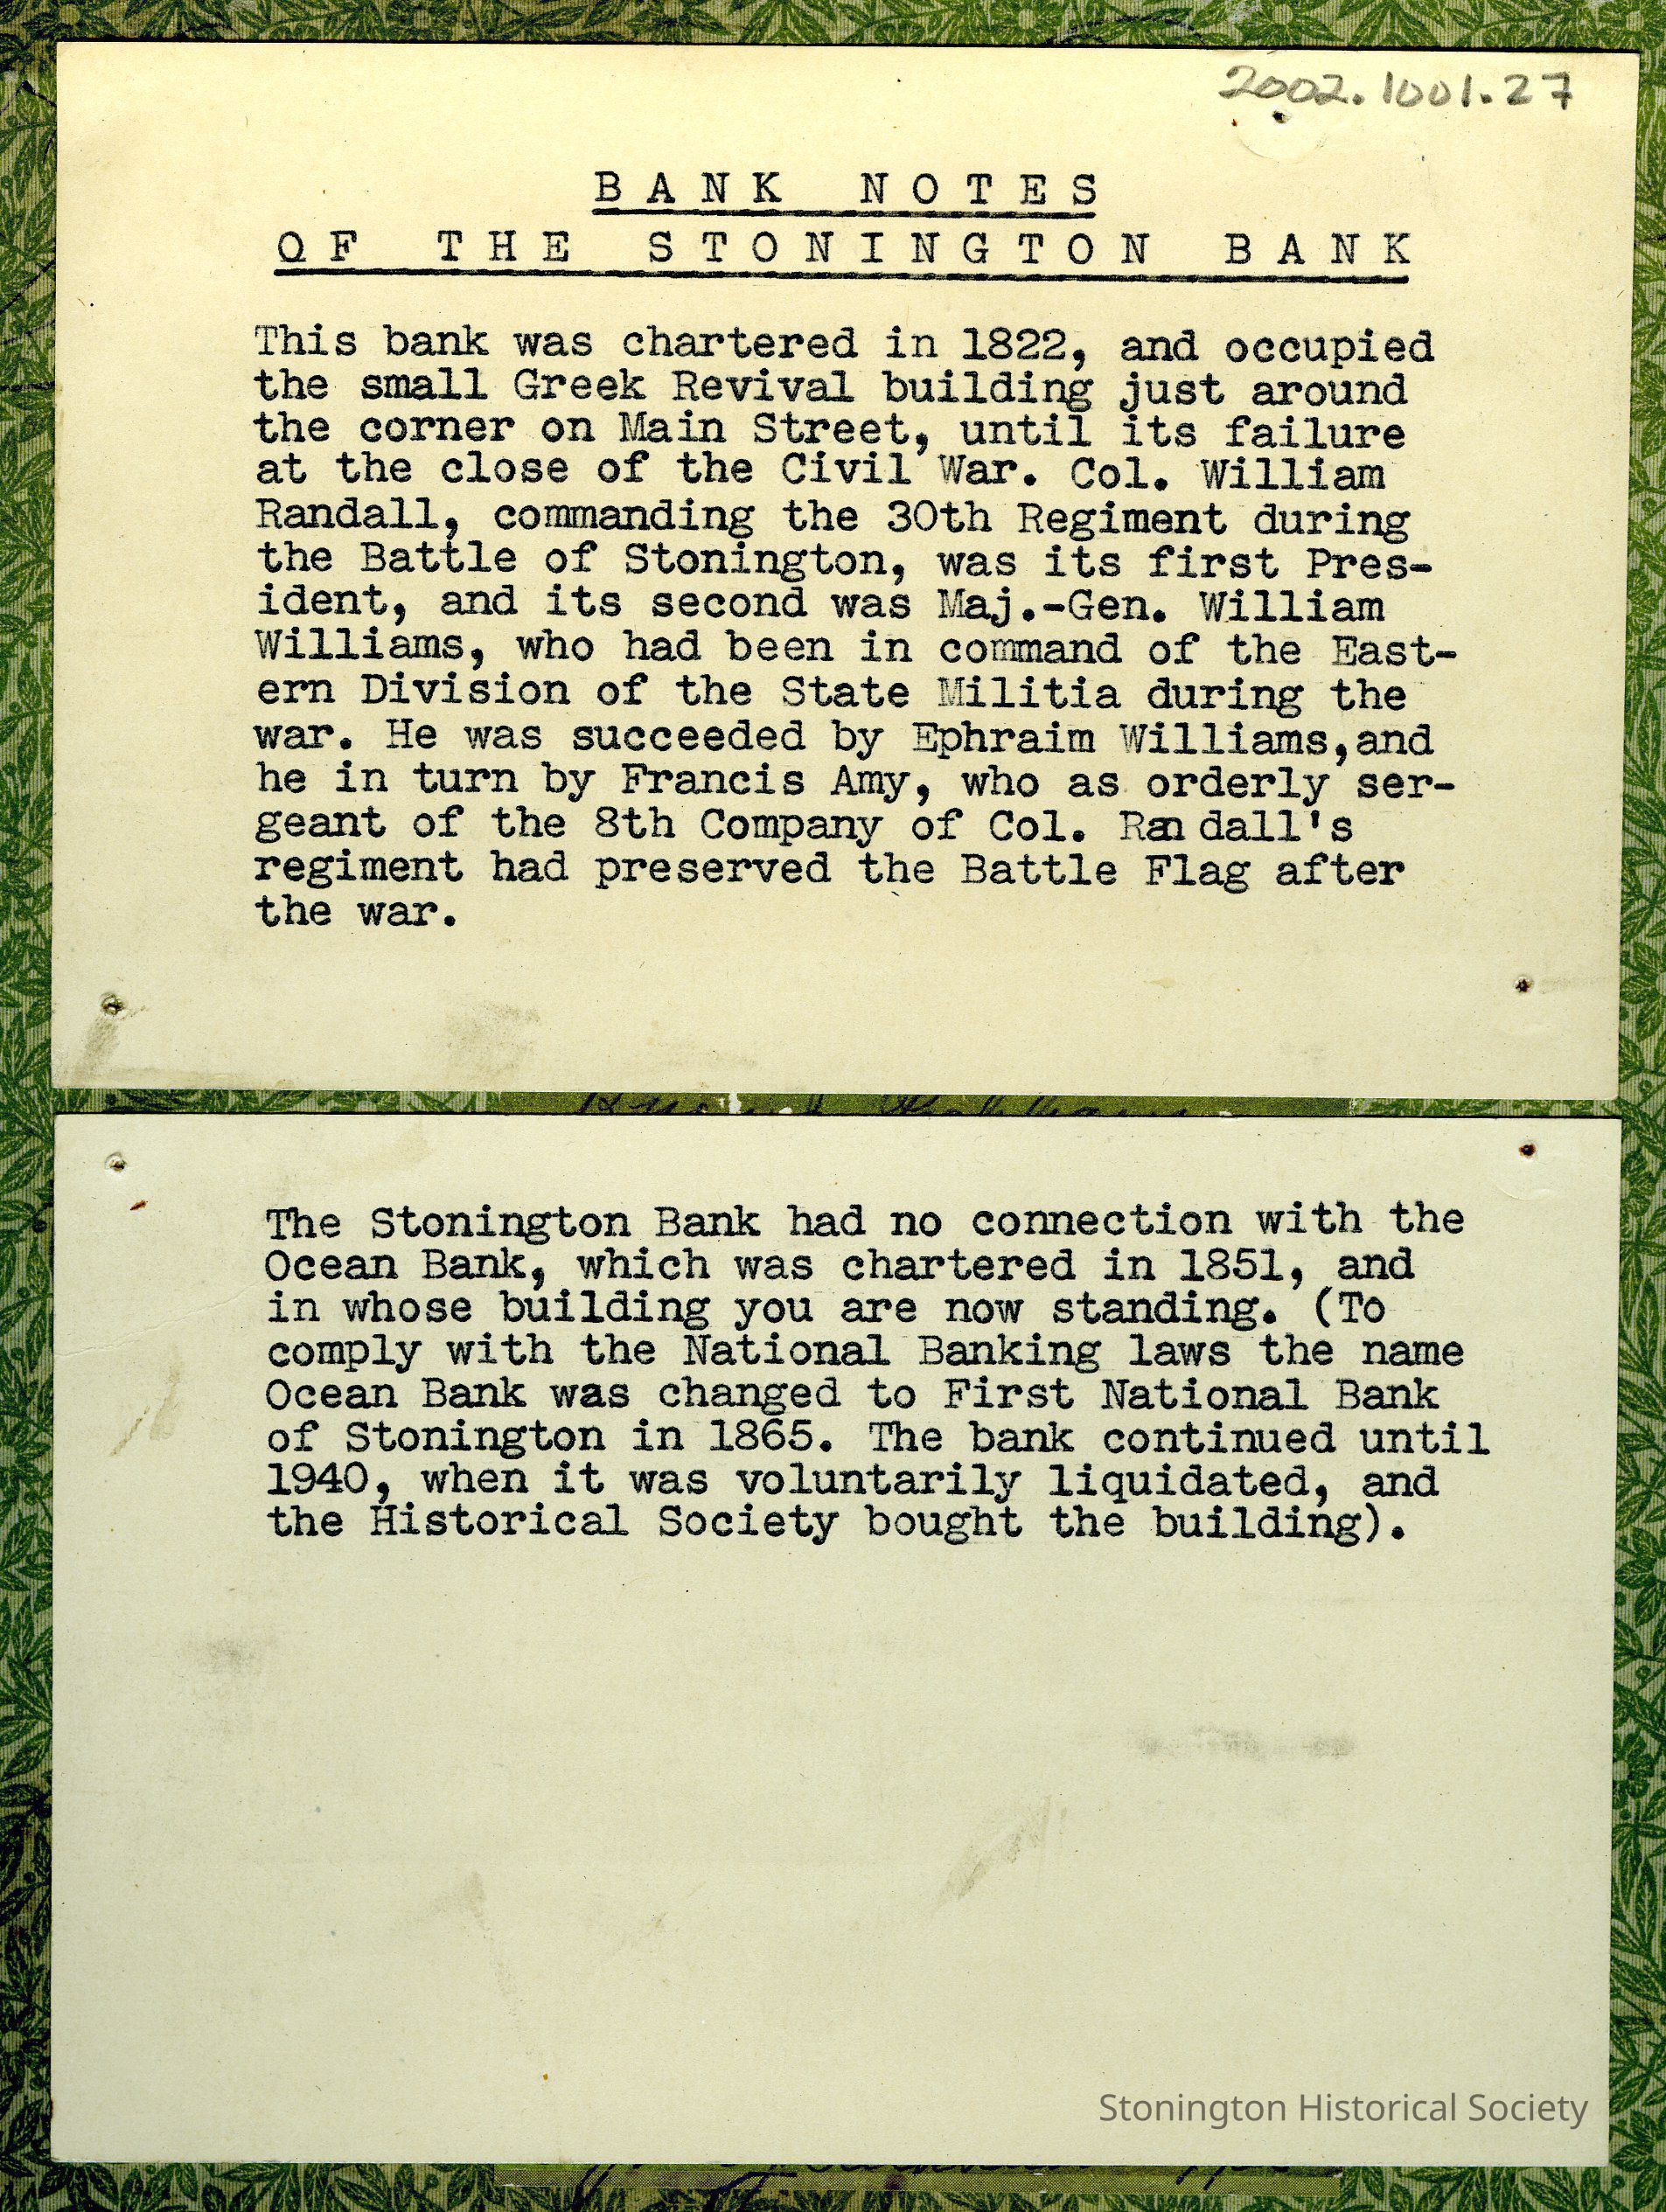 2002.1001.27
BANK NOTES
OF THE STONINGTON BANK
This bank was chartered in 1822, and occupied
the small Greek Revival building just around
the corner on Main Street, until its failure
at the close of the Civil War. Col. William
Randall, commanding the 30th Regiment during
the Battle of Stonington, was its first Pres-
ident, and its second was Maj.-Gen. William
Williams, who had been in command of the East-
ern Division of the State Militia during the
war. He was succeeded by Ephraim Williams,and
he in turn by Francis Amy, who as orderly ser-
geant of the 8th Company of Col. Randall's
regiment had preserved the Battle Flag after
the war.
The Stonington Bank had no connection with the
Ocean Bank, which was chartered in 1851, and
in whose building you are now standing. (To
comply with the National Banking laws the name
Ocean Bank was changed to First National Bank
of Stonington in 1865. The bank continued until
1940, when it was voluntarily liquidated, and
the Historical Society bought the building).
Stonington Historical Society